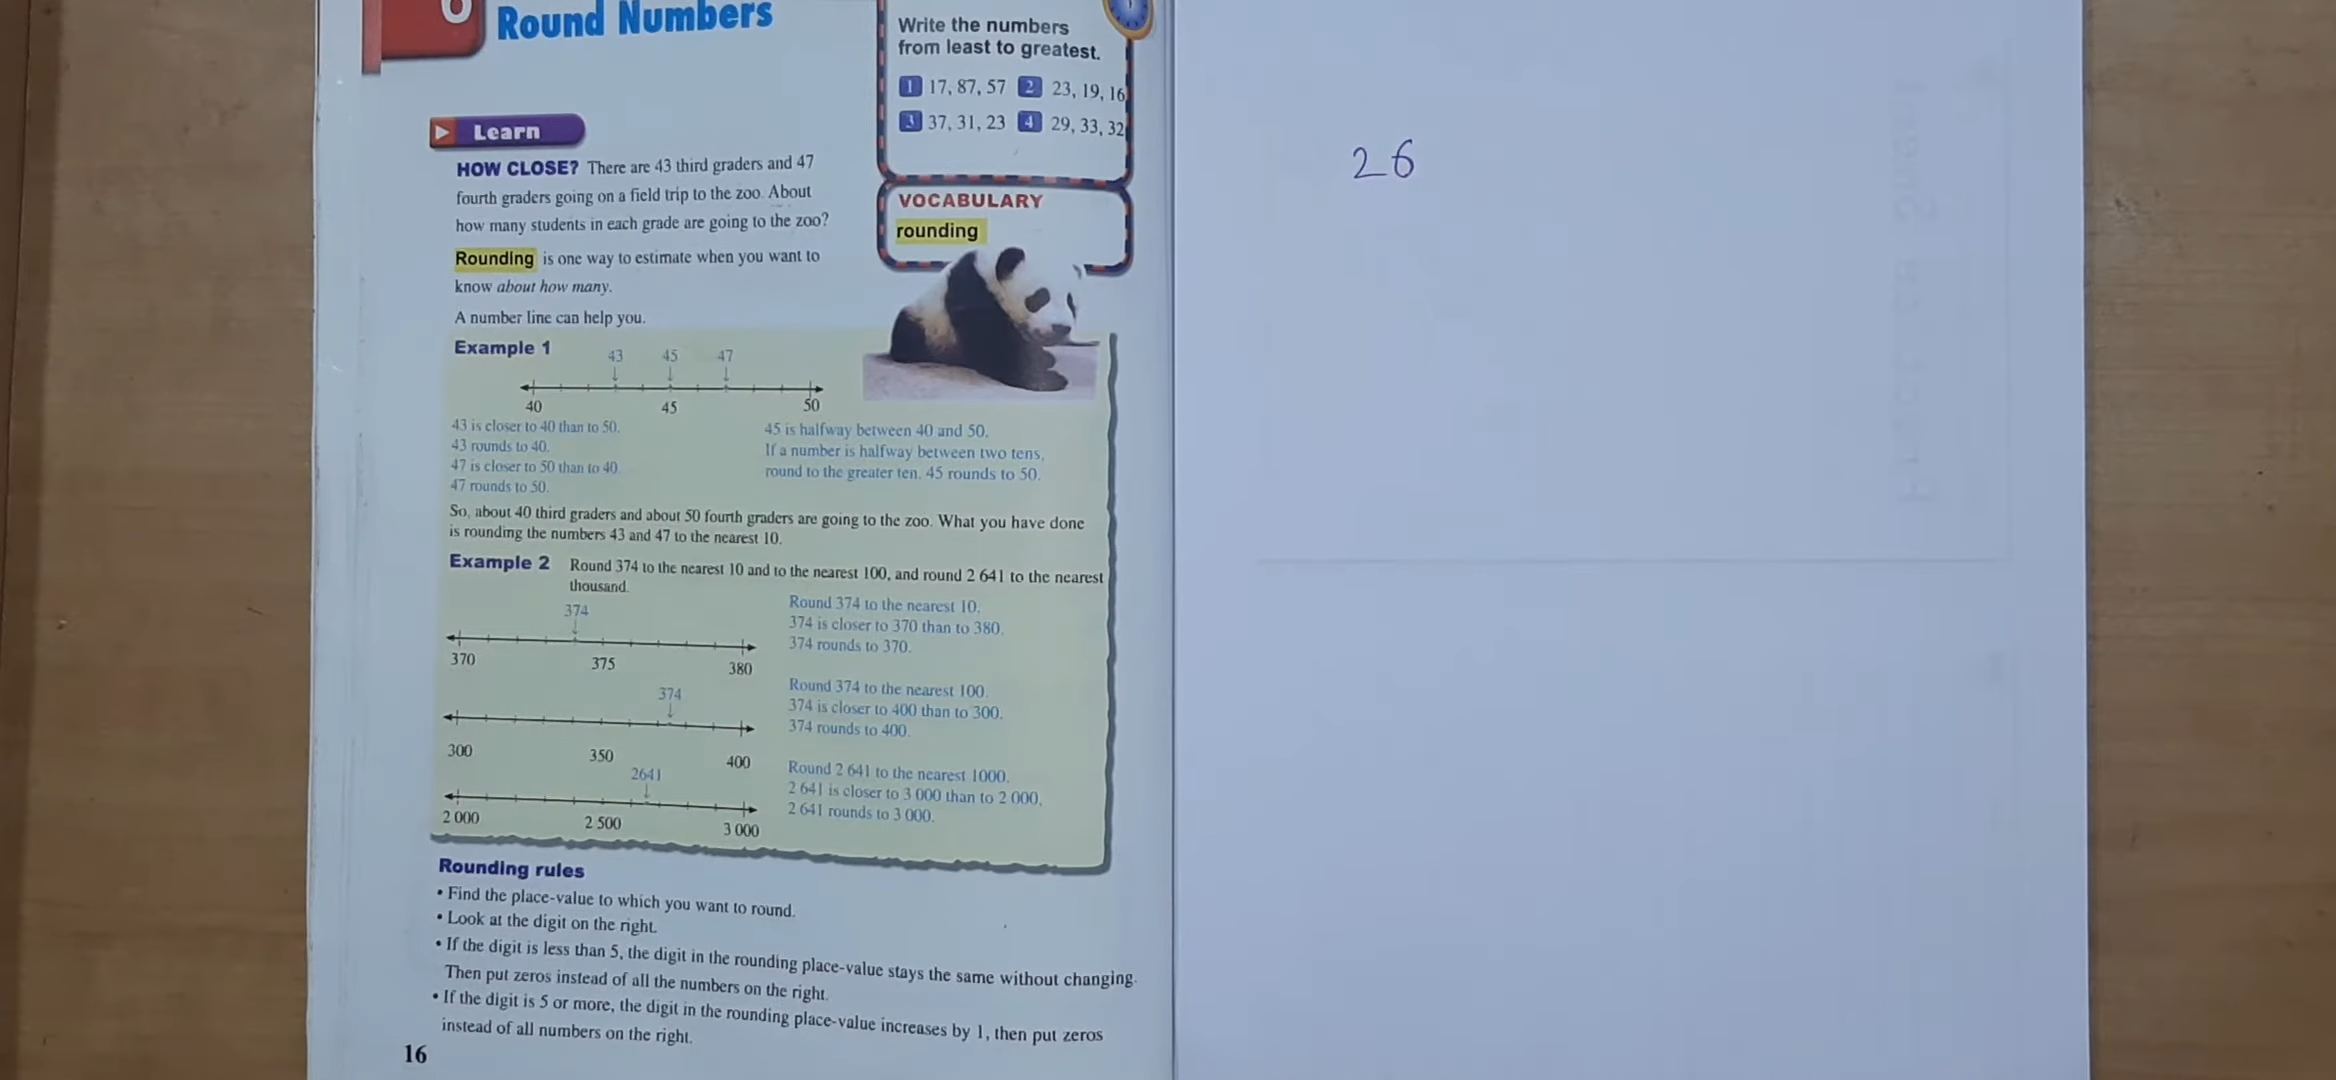 Round Numbers
Write the numbers
from least to greatest.
1 17, 87, 57 2 23, 19, 16
3 37, 31, 23 4 29, 33, 32
Learn
HOW CLOSE? There are 43 third graders and 47
fourth graders going on a field trip to the zoo. About
how many students in each grade are going to the zoo?
Rounding is one way to estimate when you want to
know about how many.
A number line can help you.
VOCABULARY
rounding
26
Example 1
43 45 47
40 45 50
43 is closer to 40 than to 50.
43 rounds to 40.
47 is closer to 50 than to 40
47 rounds to 50.
45 is halfway between 40 and 50.
If a number is halfway between two tens,
round to the greater ten. 45 rounds to 50.
So, about 40 third graders and about 50 fourth graders are going to the zoo. What you have done
is rounding the numbers 43 and 47 to the nearest 10.
Example 2 Round 374 to the nearest 10 and to the nearest 100, and round 2 641 to the nearest
thousand.
374
370 375 380
Round 374 to the nearest 10.
374 is closer to 370 than to 380.
374 rounds to 370.
374
300 350 400
Round 374 to the nearest 100.
374 is closer to 400 than to 300.
374 rounds to 400.
2641
2 000 2 500 3 000
Round 2 641 to the nearest 1000.
2 641 is closer to 3 000 than to 2 000,
2 641 rounds to 3 000.
Rounding rules
• Find the place-value to which you want to round.
• Look at the digit on the right.
• If the digit is less than 5, the digit in the rounding place-value stays the same without changing.
Then put zeros instead of all the numbers on the right.
• If the digit is 5 or more, the digit in the rounding place-value increases by 1, then put zeros
instead of all numbers on the right.
16